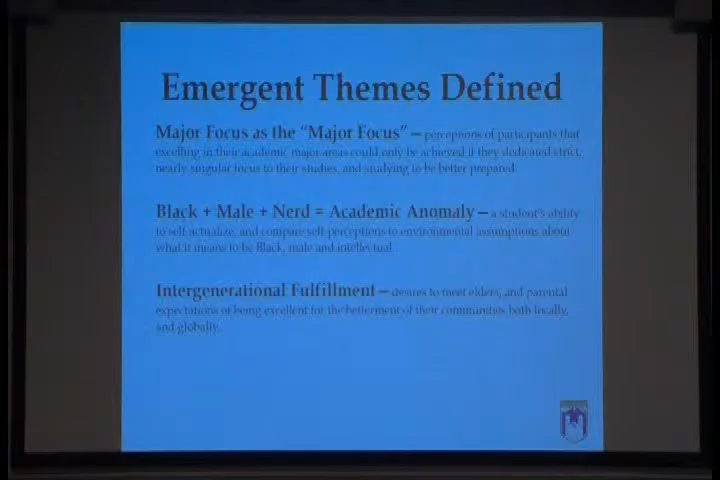 Emergent Themes Defined
Major Focus as the "Major Focus" – perceptions of participants that
excelling in their academic major areas could only be achieved if they dedicated strict,
nearly singular focus to their studies, and studying to be better prepared.
Black + Male + Nerd = Academic Anomaly – a student's ability
to self-actualize, and compare self-perceptions to environmental assumptions about
what it means to be Black, male and intellectual.
Intergenerational Fulfillment – desires to meet elders, and parental
expectations of being excellent for the betterment of their communities both locally,
and globally.